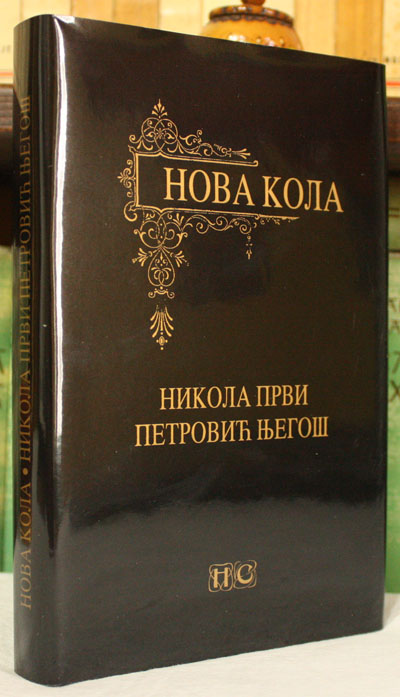 НОВА КОЛА
НИКОЛА ПРВИ
ПЕТРОВИЋ ЊЕГОШ
НС
НОВА КОЛА • НИКОЛА ПРВИ ПЕТРОВИЋ ЊЕГОШ